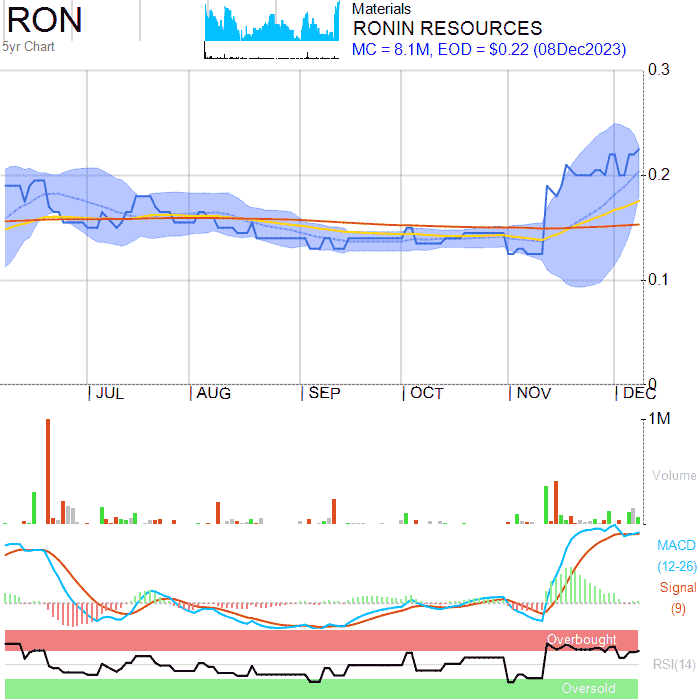 RON
5yr Chart
Materials
RONIN RESOURCES
MC = 8.1M, EOD = $0.22 (08Dec2023)
0.3
0.2
0.1
0
JUL
AUG
SEP
OCT
NOV
DEC
1M
Volume
MACD
(12-26)
Signal
(9)
Overbought
RSI(14)
Oversold